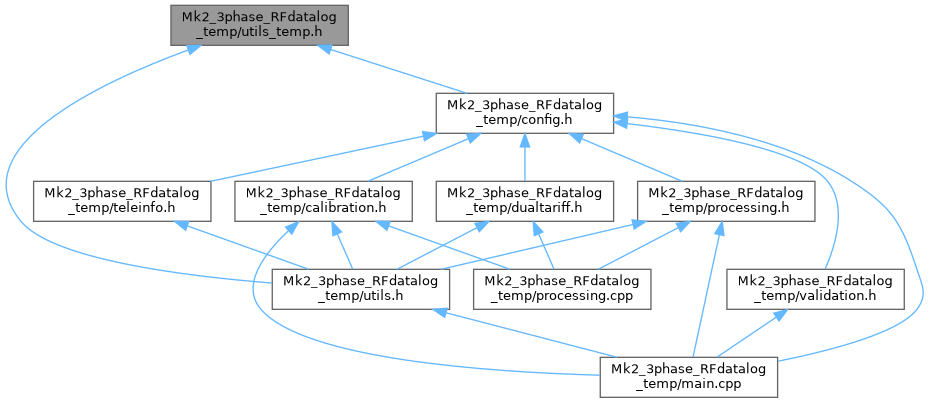 Mk2_3phase_RFdatalog
_temp/utils_temp.h
Mk2_3phase_RFdatalog
_temp/config.h
Mk2_3phase_RFdatalog
_temp/teleinfo.h
Mk2_3phase_RFdatalog
_temp/calibration.h
Mk2_3phase_RFdatalog
_temp/dualtariff.h
Mk2_3phase_RFdatalog
_temp/processing.h
Mk2_3phase_RFdatalog
_temp/utils.h
Mk2_3phase_RFdatalog
_temp/processing.cpp
Mk2_3phase_RFdatalog
_temp/validation.h
Mk2_3phase_RFdatalog
_temp/main.cpp